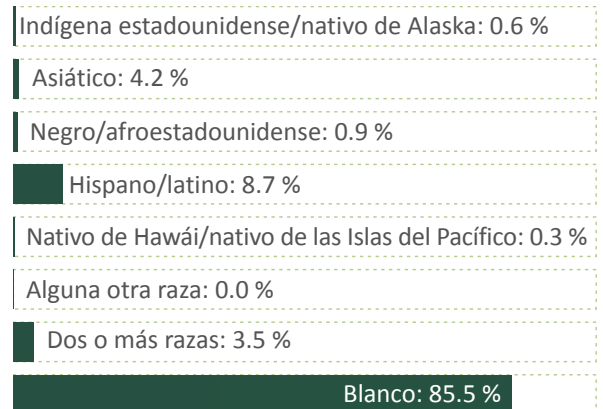 Indígena estadounidense/nativo de Alaska: 0.6 %
Asiático: 4.2 %
Negro/afroestadounidense: 0.9 %
Hispano/latino: 8.7 %
Nativo de Hawái/nativo de las Islas del Pacífico: 0.3 %
Alguna otra raza: 0.0 %
Dos o más razas: 3.5 %
Blanco: 85.5 %